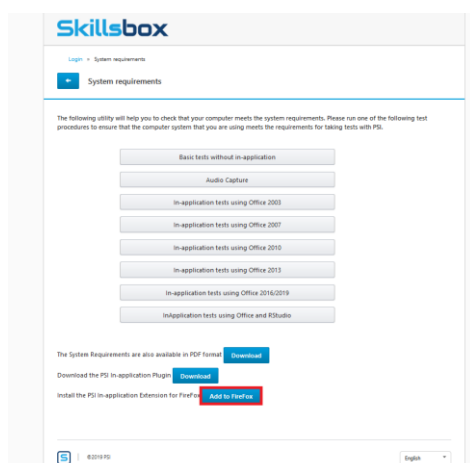 Skillsbox
Login > System requirements
System requirements
The following utility will help you to check that your computer meets the system requirements. Please run one of the following test
procedures to ensure that the computer system that you are using meets the requirements for taking tests with PSI.
Basic tests without in-application
Audio Capture
In-application tests using Office 2003
In-application tests using Office 2007
In-application tests using Office 2010
In-application tests using Office 2013
In-application tests using Office 2016/2019
InApplication tests using Office and RStudio
The System Requirements are also available in PDF format Download
Download the PSI In-application Plugin Download
Install the PSI In-application Extension for FireFox Add to FireFox
S ©2019 PSI English